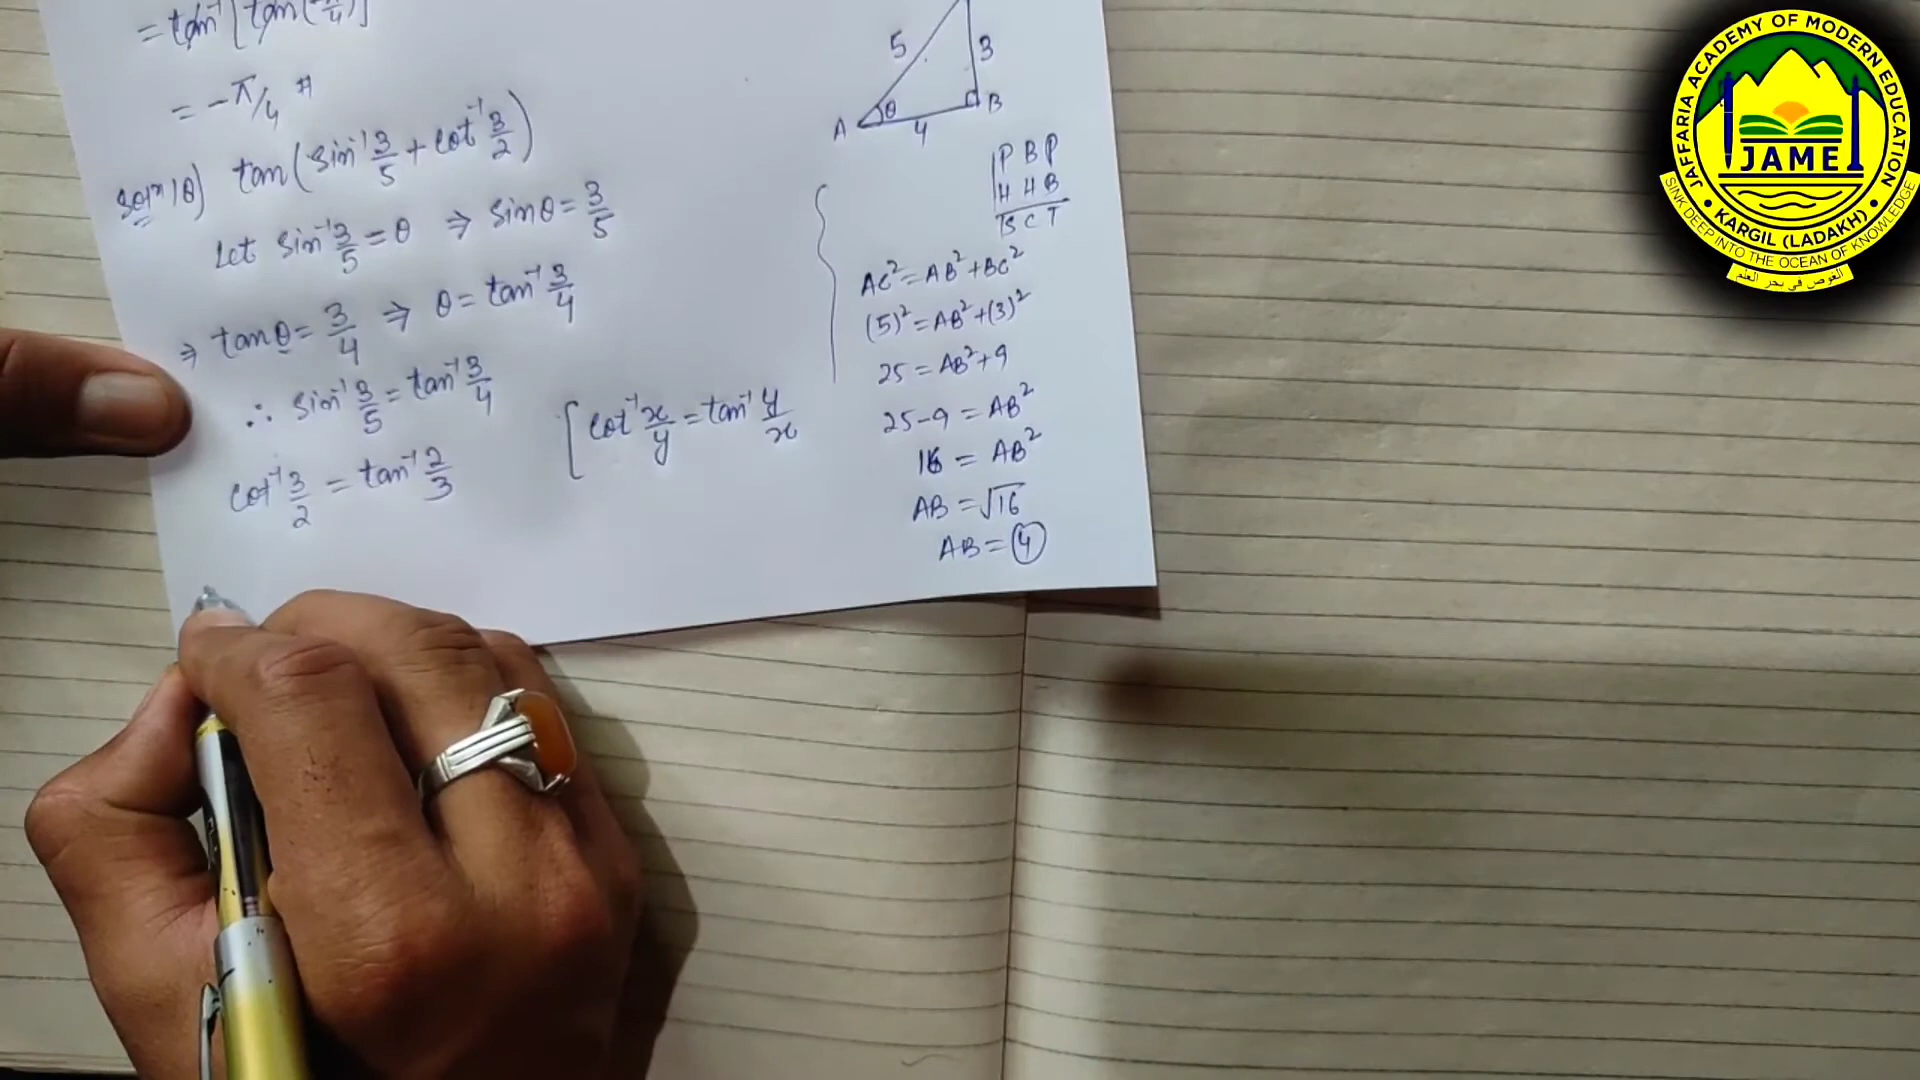 = tan⁻¹[tan(-π/4)]
= -π/4 #
Solⁿ 18) tan(sin⁻¹ 3/5 + cot⁻¹ 3/2)
Let sin⁻¹ 3/5 = θ ⇒ sinθ = 3/5
⇒ tanθ = 3/4 ⇒ θ = tan⁻¹ 3/4
∴ sin⁻¹ 3/5 = tan⁻¹ 3/4
[cot⁻¹ x/y = tan⁻¹ y/x
cot⁻¹ 3/2 = tan⁻¹ 2/3
5
3
A θ B
4
P B P
H H B
S C T
AC² = AB² + BC²
(5)² = AB² + (3)²
25 = AB² + 9
25 - 9 = AB²
16 = AB²
AB = √16
AB = 4
JAFFARIA ACADEMY OF MODERN EDUCATION
JAME
KARGIL (LADAKH)
SINK DEEP INTO THE OCEAN OF KNOWLEDGE
الغوص في بحر العلم